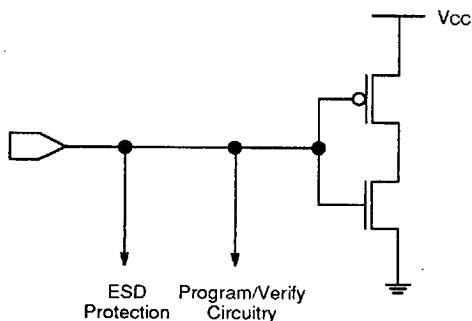 Vcc
ESD
Protection
Program/Verify
Circuitry